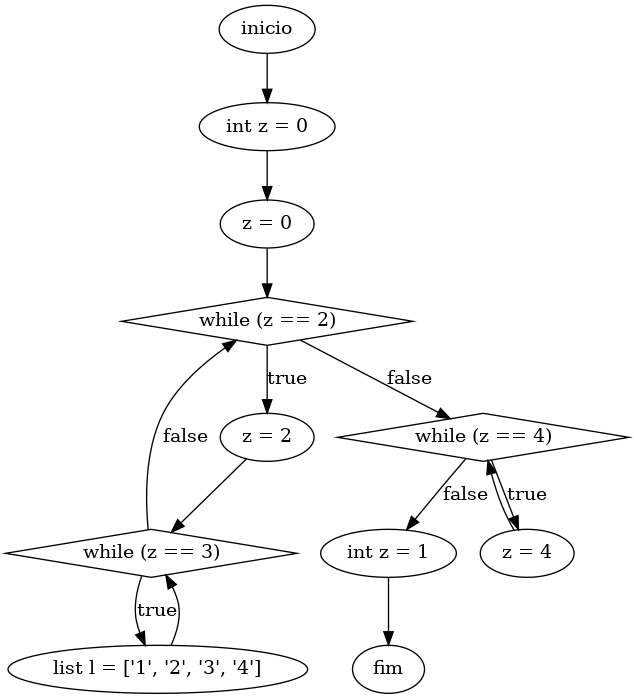 inicio
int z = 0
z = 0
while (z == 2)
true
false
false
z = 2
while (z == 4)
false
true
while (z == 3)
int z = 1
z = 4
true
list l = ['1', '2', '3', '4']
fim